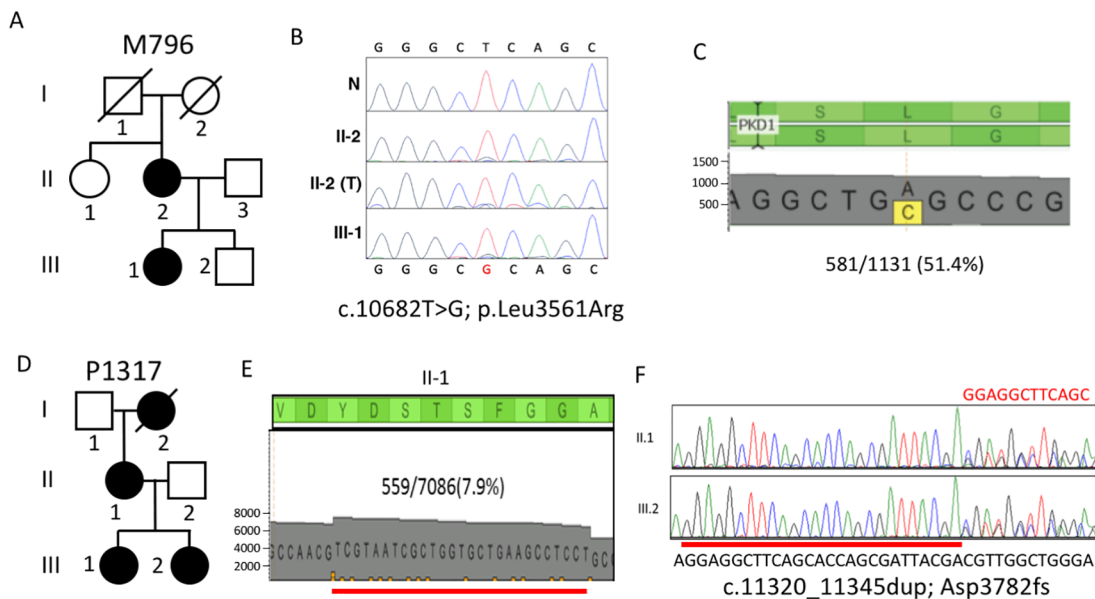 A
M796
I
1
2
II
1
2
3
III
1
2
B
G G G C T C A G C
N
II-2
II-2 (T)
III-1
G G G C G C A G C
c.10682T>G; p.Leu3561Arg
C
S L G
PKD1
S L G
1500
1000
500
AGGCTGAGCCCG
C
581/1131 (51.4%)
D
P1317
I
1
2
II
1
2
III
1
2
E
II-1
V D Y D S T S F G G A
559/7086(7.9%)
8000
6000
4000
2000
GCCAACGTCGTAATCGCTGGTGCTGAAGCCTCCTGCC
F
GGAGGCTTCAGC
II.1
III.2
AGGAGGCTTCAGCACCAGCGATTACGACGTTGGCTGGGA
c.11320_11345dup; Asp3782fs